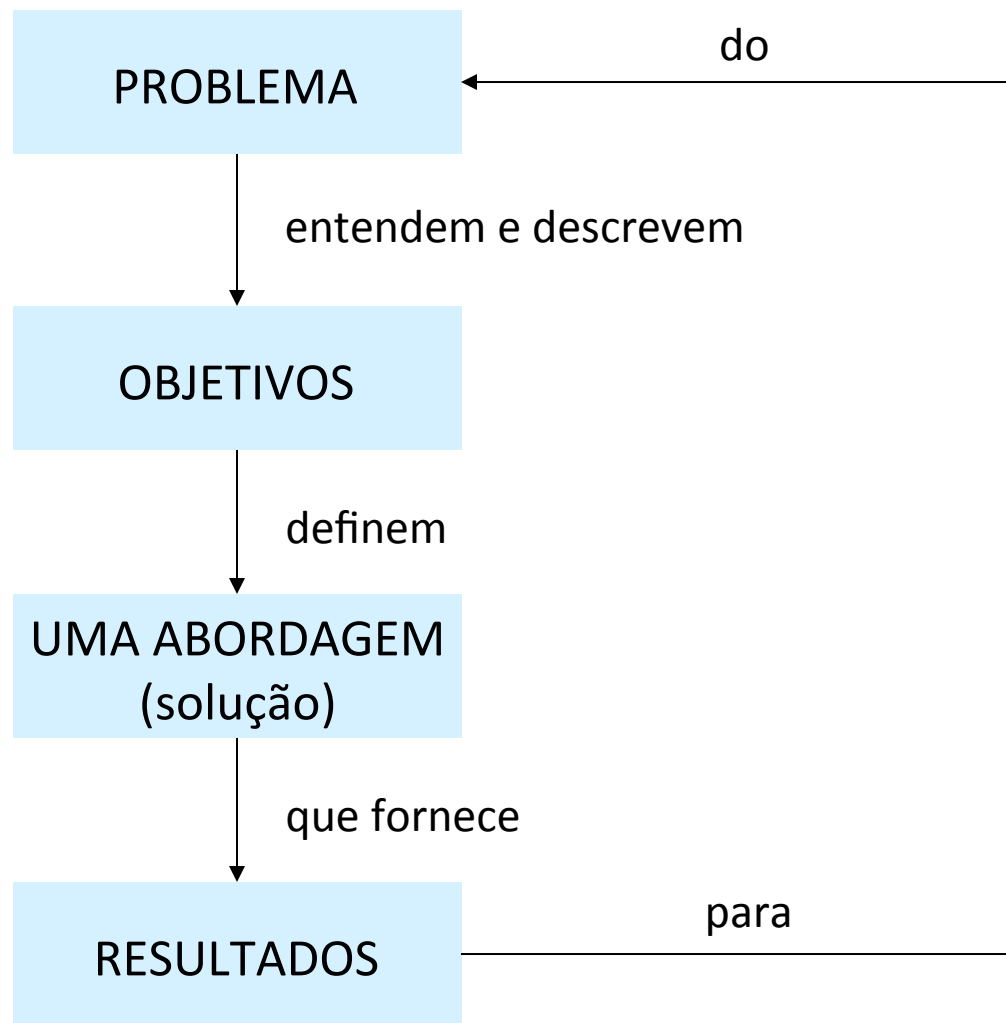 PROBLEMA
do
entendem e descrevem
OBJETIVOS
definem
UMA ABORDAGEM
(solução)
que fornece
RESULTADOS
para